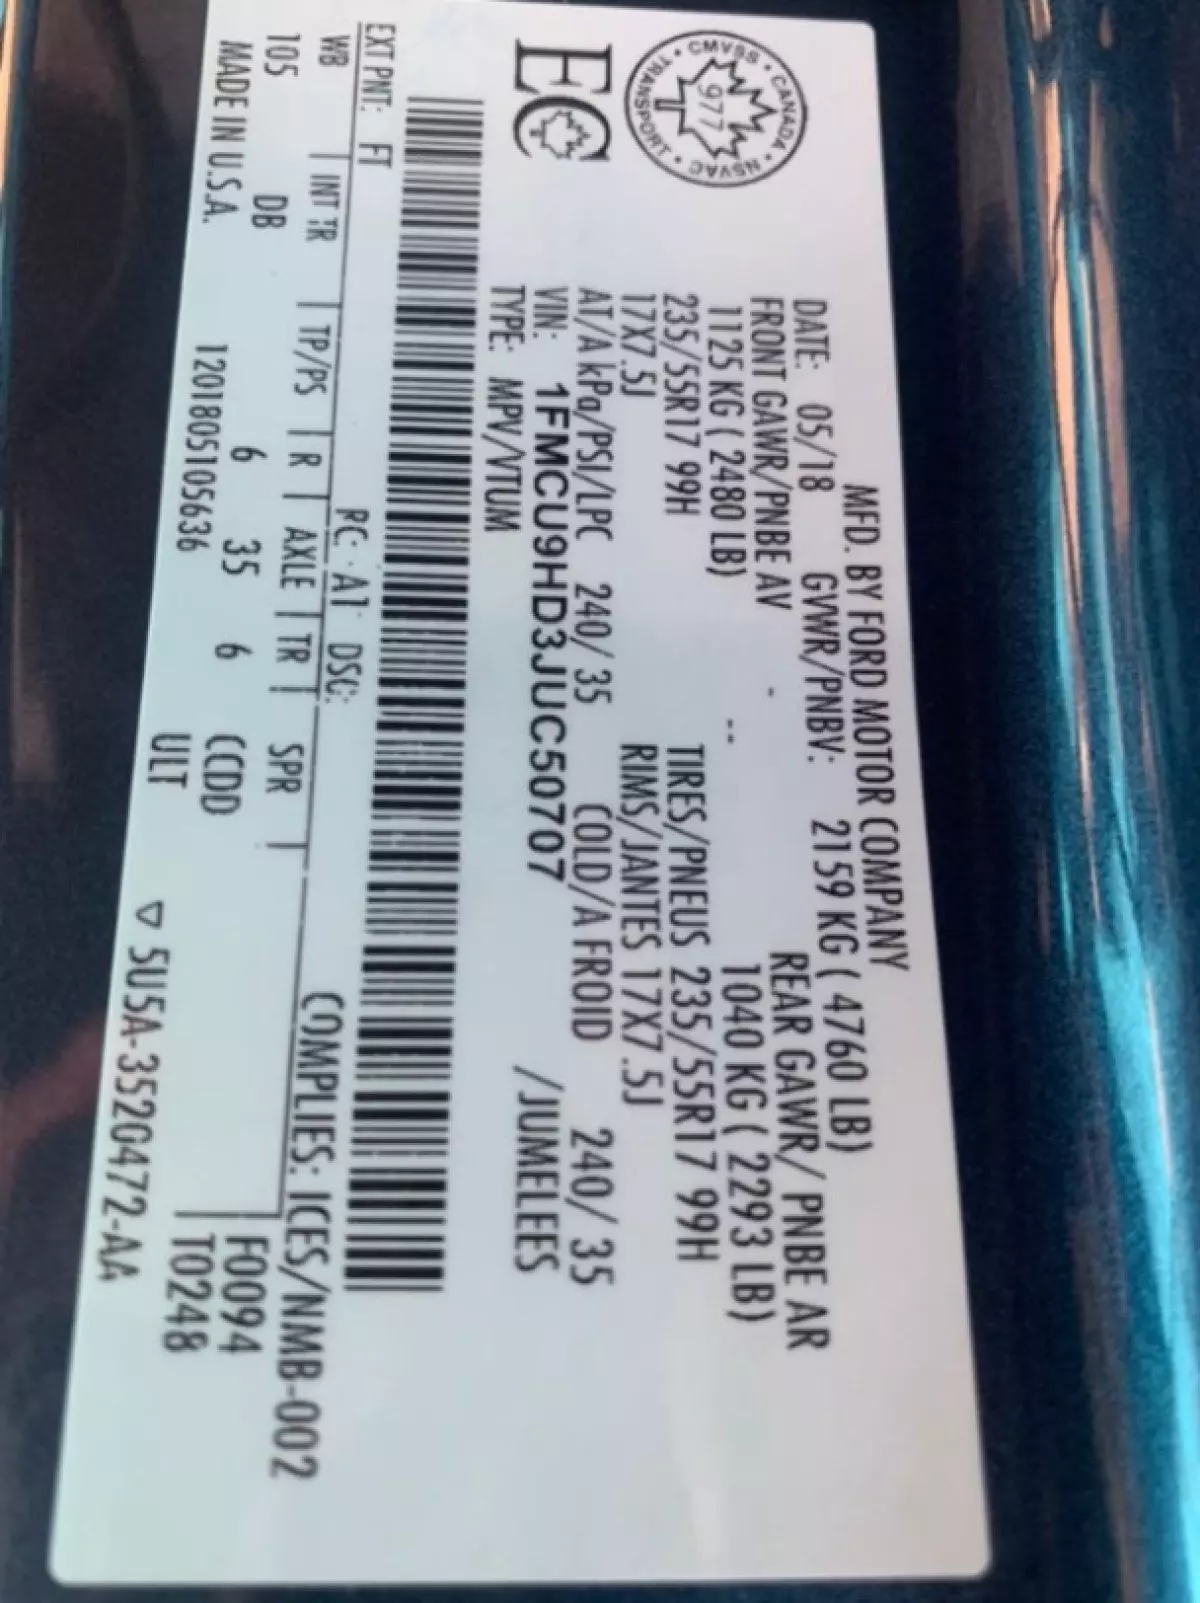 CMVSS • CANADA • NSVAC • TRANSPORT •
977
EC
MFD. BY FORD MOTOR COMPANY
DATE: 05/18 GVWR/PNBV: 2159 KG ( 4760 LB)
FRONT GAWR/PNBE AV - REAR GAWR/ PNBE AR
1125 KG ( 2480 LB) -- 1040 KG ( 2293 LB)
235/55R17 99H TIRES/PNEUS 235/55R17 99H
17X7.5J RIMS/JANTES 17X7.5J
AT/A kPa/PSI/LPC 240/ 35 COLD/A FROID 240/ 35
VIN: 1FMCU9HD3JUC50707 /JUMELEES
TYPE: MPV/VTUM
EXT PNT: FT RC: A1 DSC:
WB | INT TR | TP/PS | R | AXLE | TR | SPR | COMPLIES: ICES/NMB-002
105 DB 6 35 6 CCDD F0094
MADE IN U.S.A. 1201805105636 ULT T0248
▽ 5U5A-3520472-AA